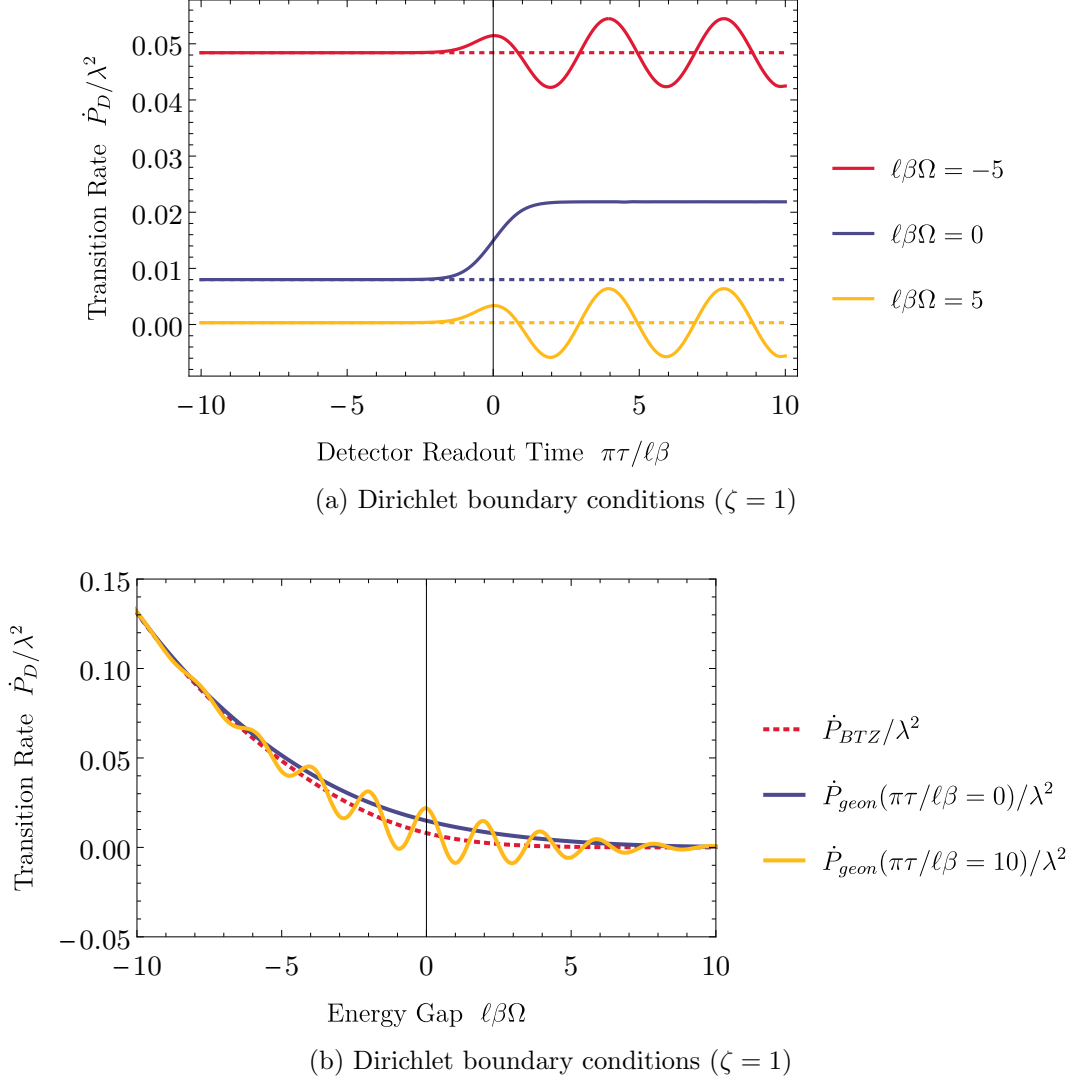 0.05
0.04
0.03
0.02
0.01
0.00
Transition Rate Ṗ_D/λ²
−10 −5 0 5 10
Detector Readout Time πτ/ℓβ
ℓβΩ = −5
ℓβΩ = 0
ℓβΩ = 5
(a) Dirichlet boundary conditions (ζ = 1)
0.15
0.10
0.05
0.00
−0.05
Transition Rate Ṗ_D/λ²
−10 −5 0 5 10
Energy Gap ℓβΩ
Ṗ_BTZ/λ²
Ṗ_geon(πτ/ℓβ = 0)/λ²
Ṗ_geon(πτ/ℓβ = 10)/λ²
(b) Dirichlet boundary conditions (ζ = 1)